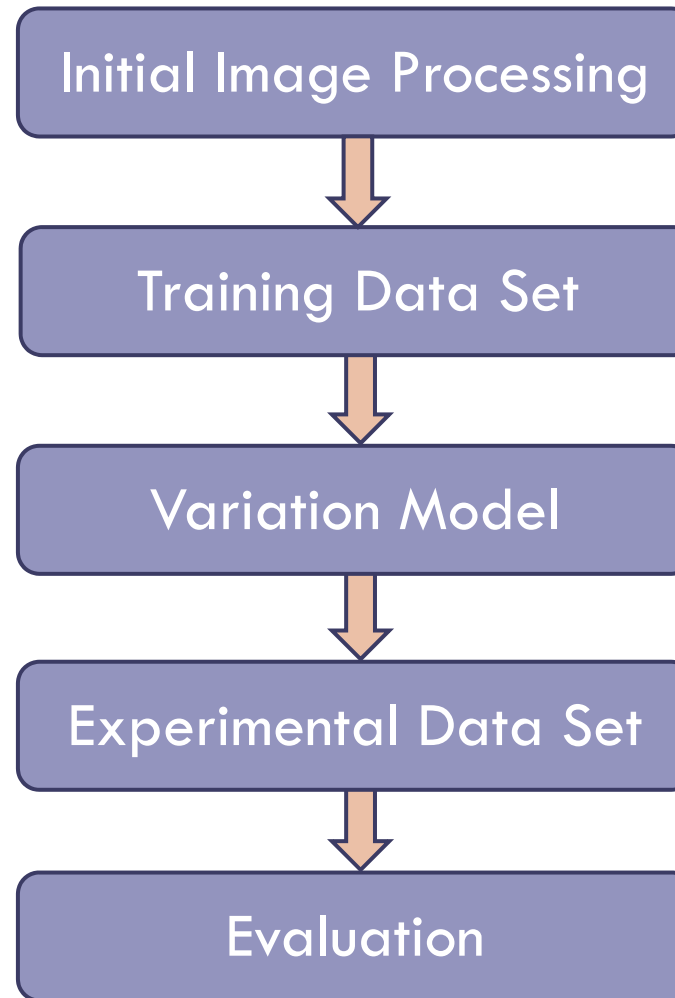 Initial Image Processing
Training Data Set
Variation Model
Experimental Data Set
Evaluation